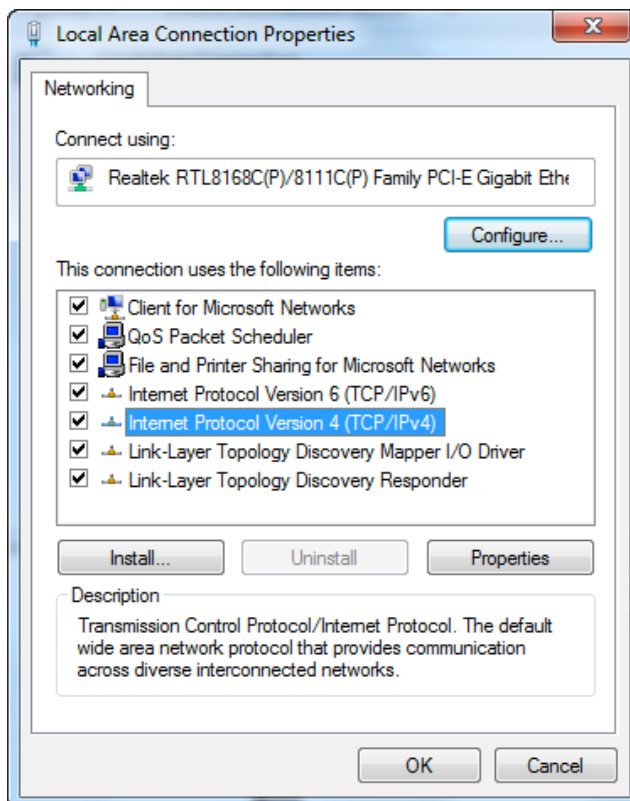 Local Area Connection Properties
X
Networking
Connect using:
Realtek RTL8168C(P)/8111C(P) Family PCI-E Gigabit Ethe
Configure...
This connection uses the following items:
Client for Microsoft Networks
QoS Packet Scheduler
File and Printer Sharing for Microsoft Networks
Internet Protocol Version 6 (TCP/IPv6)
Internet Protocol Version 4 (TCP/IPv4)
Link-Layer Topology Discovery Mapper I/O Driver
Link-Layer Topology Discovery Responder
Install... Uninstall Properties
Description
Transmission Control Protocol/Internet Protocol. The default
wide area network protocol that provides communication
across diverse interconnected networks.
OK Cancel